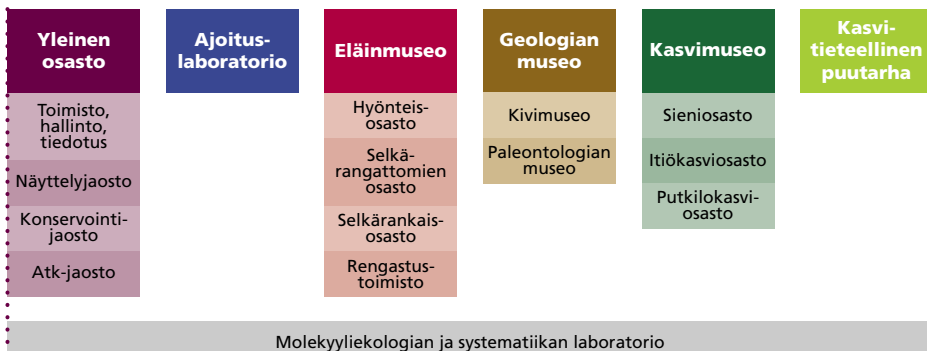 Yleinen
osasto
Toimisto,
hallinto,
tiedotus
Näyttelyjaosto
Konservointi-
jaosto
Atk-jaosto
Ajoitus-
laboratorio
Eläinmuseo
Hyönteis-
osasto
Selkä-
rangattomien
osasto
Selkärankais-
osasto
Rengastus-
toimisto
Geologian
museo
Kivimuseo
Paleontologian
museo
Kasvimuseo
Sieniosasto
Itiökasviosasto
Putkilokasvi-
osasto
Kasvi-
tieteellinen
puutarha
Molekyyliekologian ja systematiikan laboratorio